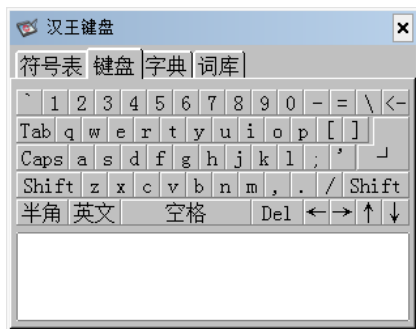 汉王键盘
符号表 键盘 字典 词库
` 1 2 3 4 5 6 7 8 9 0 - = \ <-
Tab q w e r t y u i o p [ ]
Caps a s d f g h j k l ; ' ┘
Shift z x c v b n m , . / Shift
半角 英文 空格 Del ← → ↑ ↓